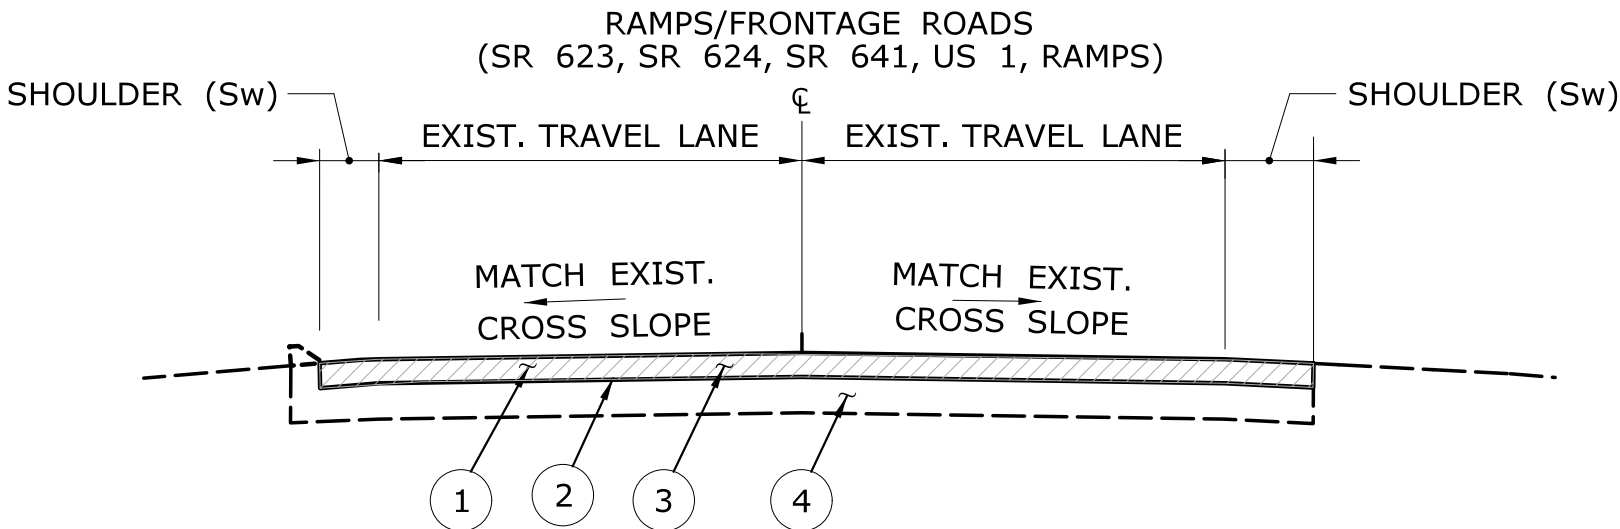 RAMPS/FRONTAGE ROADS
(SR 623, SR 624, SR 641, US 1, RAMPS)
SHOULDER (Sw)
℄
SHOULDER (Sw)
EXIST. TRAVEL LANE
EXIST. TRAVEL LANE
MATCH EXIST.
CROSS SLOPE
MATCH EXIST.
CROSS SLOPE
1
2
3
4